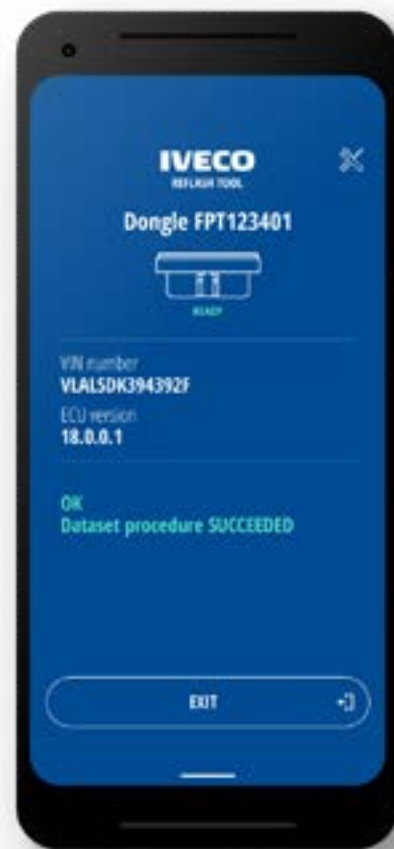 IVECO
REFLASH TOOL
Dongle FPT123401
READY
VIN number
VLALSDK394392F
ECU version
18.0.0.1
OK
Dataset procedure SUCCEEDED
EXIT